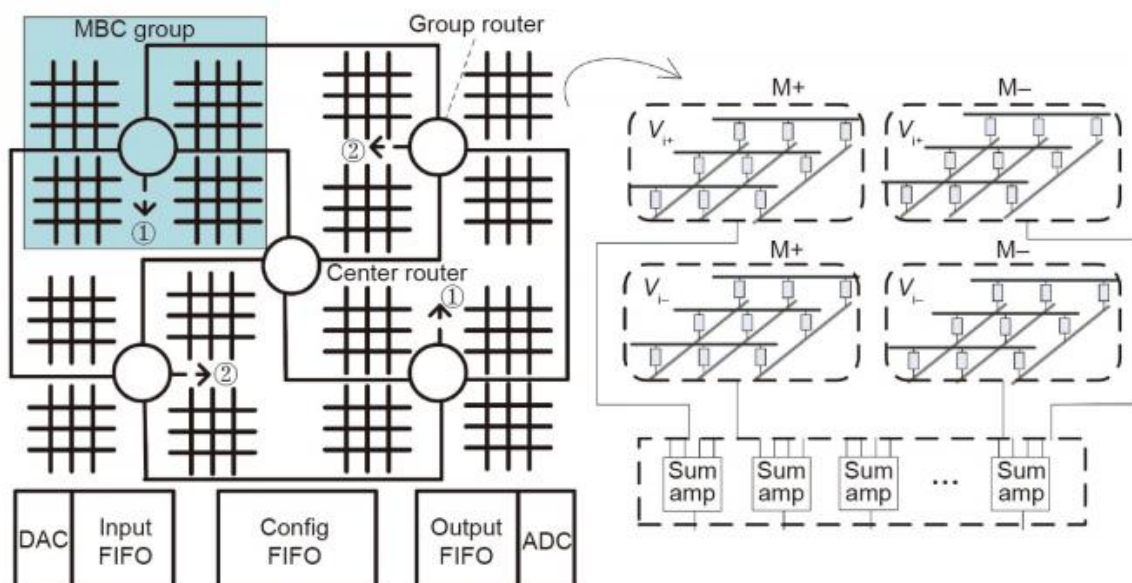 MBC group
Group router
②
①
Center router
①
②
DAC
Input
FIFO
Config
FIFO
Output
FIFO
ADC
M+
M–
Vi+
Vi+
M+
M–
Vi–
Vi–
Sum
amp
Sum
amp
Sum
amp
...
Sum
amp